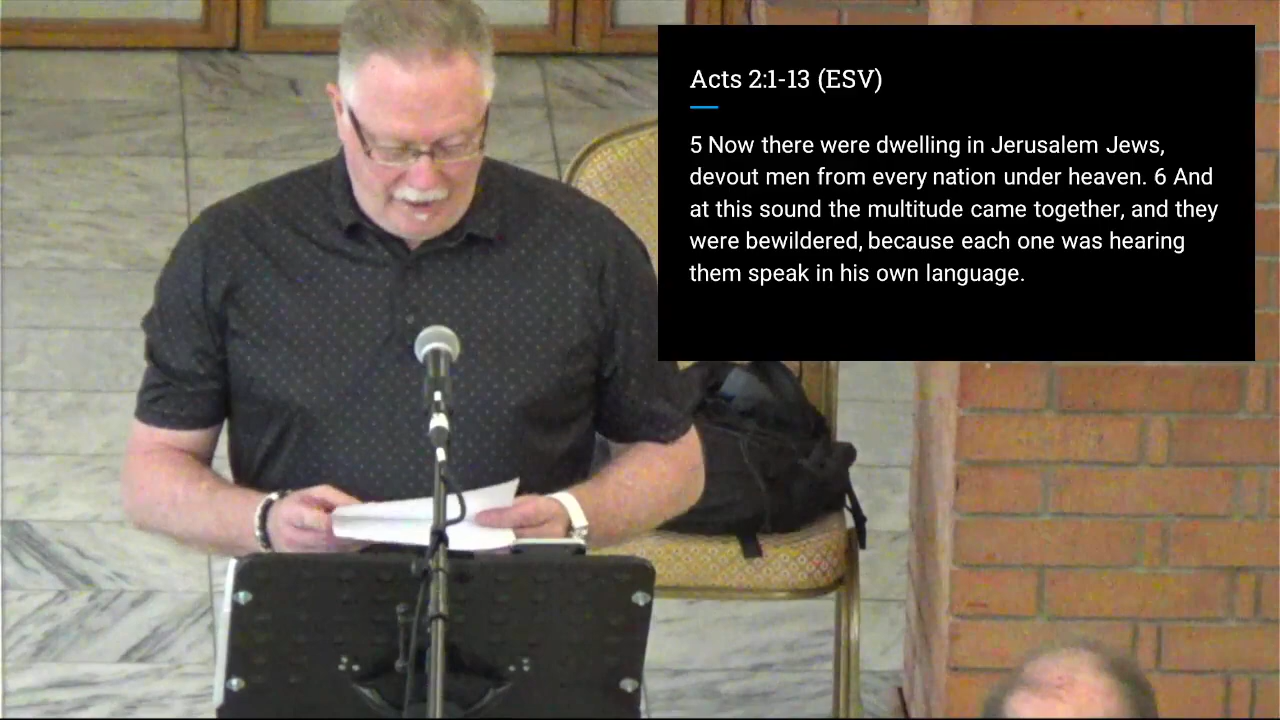 Acts 2:1-13 (ESV)
5 Now there were dwelling in Jerusalem Jews,
devout men from every nation under heaven. 6 And
at this sound the multitude came together, and they
were bewildered, because each one was hearing
them speak in his own language.